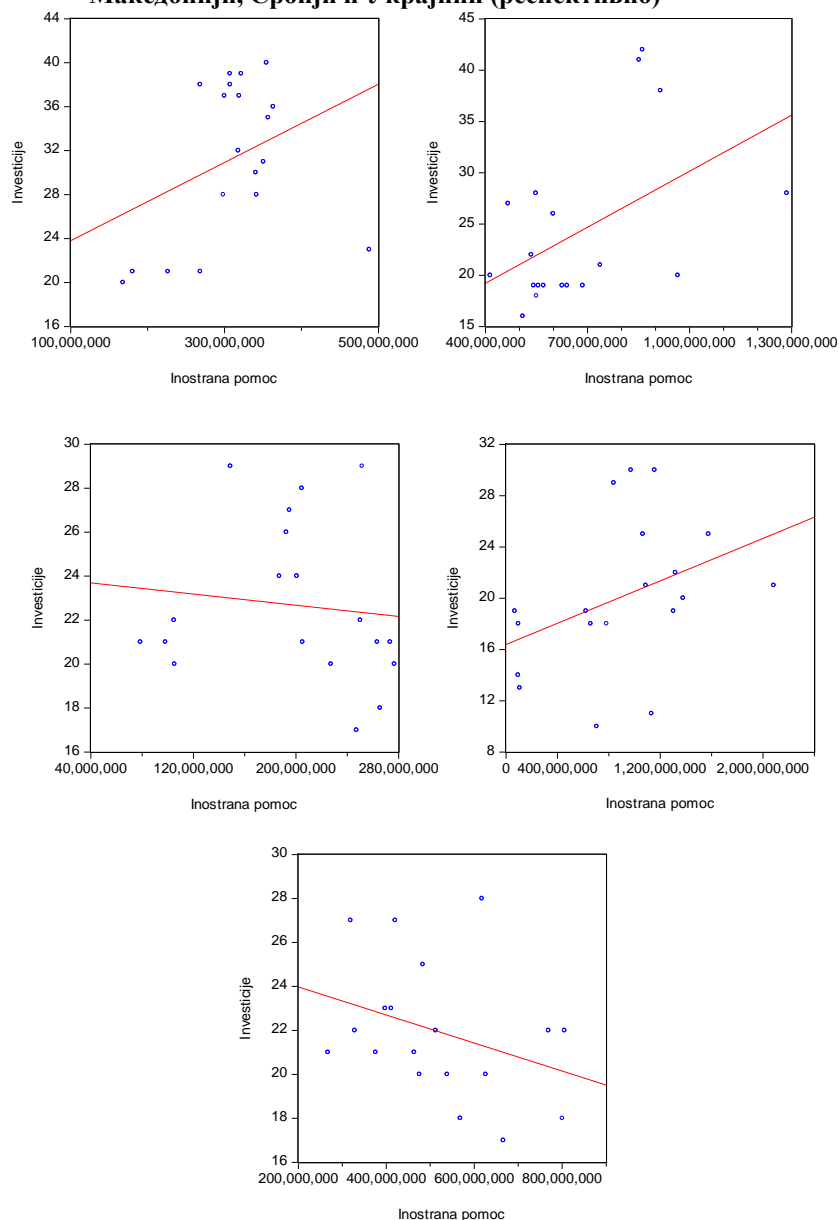 Македонији, Србији и Украјини (респективно)
44
40
36
32
28
24
20
16
Investicije
100,000,000 300,000,000 500,000,000
Inostrana pomoc
45
40
35
30
25
20
15
Investicije
400,000,000 700,000,000 1,000,000,000 1,300,000,000
Inostrana pomoc
30
28
26
24
22
20
18
16
Investicije
40,000,000 120,000,000 200,000,000 280,000,000
Inostrana pomoc
32
28
24
20
16
12
8
Investicije
0 400,000,000 1,200,000,000 2,000,000,000
Inostrana pomoc
30
28
26
24
22
20
18
16
Investicije
200,000,000 400,000,000 600,000,000 800,000,000
Inostrana pomoc